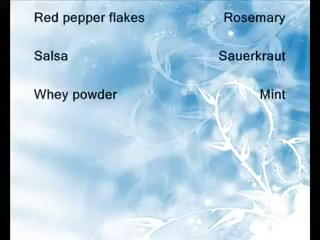 Red pepper flakes Rosemary
Salsa Sauerkraut
Whey powder Mint